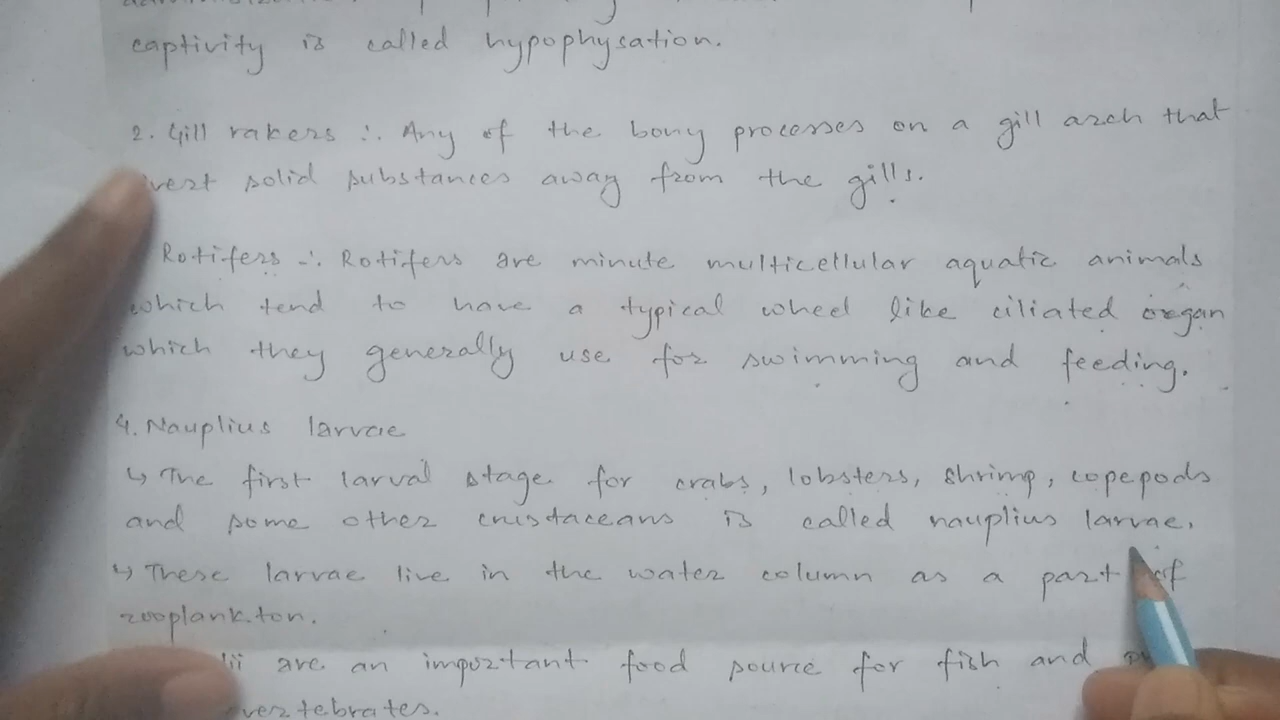 captivity is called hypophysation.
2. Gill rakers :. Any of the bony processes on a gill arch that
vert solid substances away from the gills.
Rotifers -:. Rotifers are minute multicellular aquatic animals
which tend to have a typical wheel like ciliated organ
which they generally use for swimming and feeding.
4. Nauplius larvae
↳ The first larval stage for crabs, lobsters, shrimp, copepods
and some other crustaceans is called nauplius larvae.
↳ These larvae live in the water column as a part of
zooplankton.
lii are an important food source for fish and
vertebrates.